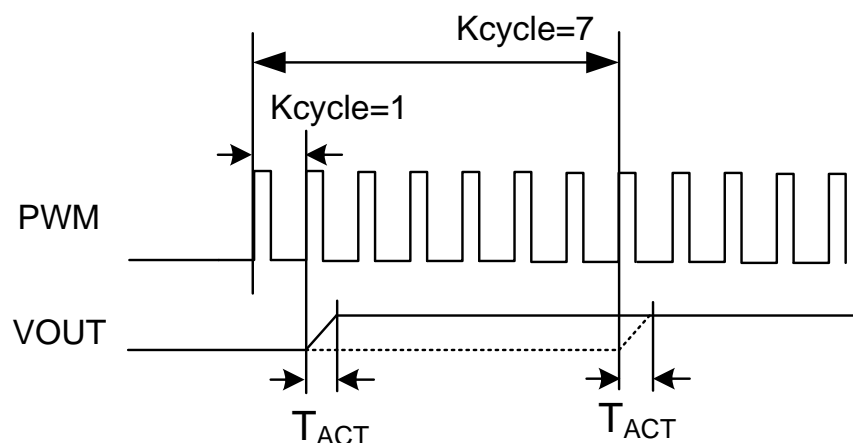 Kcycle=7
Kcycle=1
PWM
VOUT
TACT
TACT